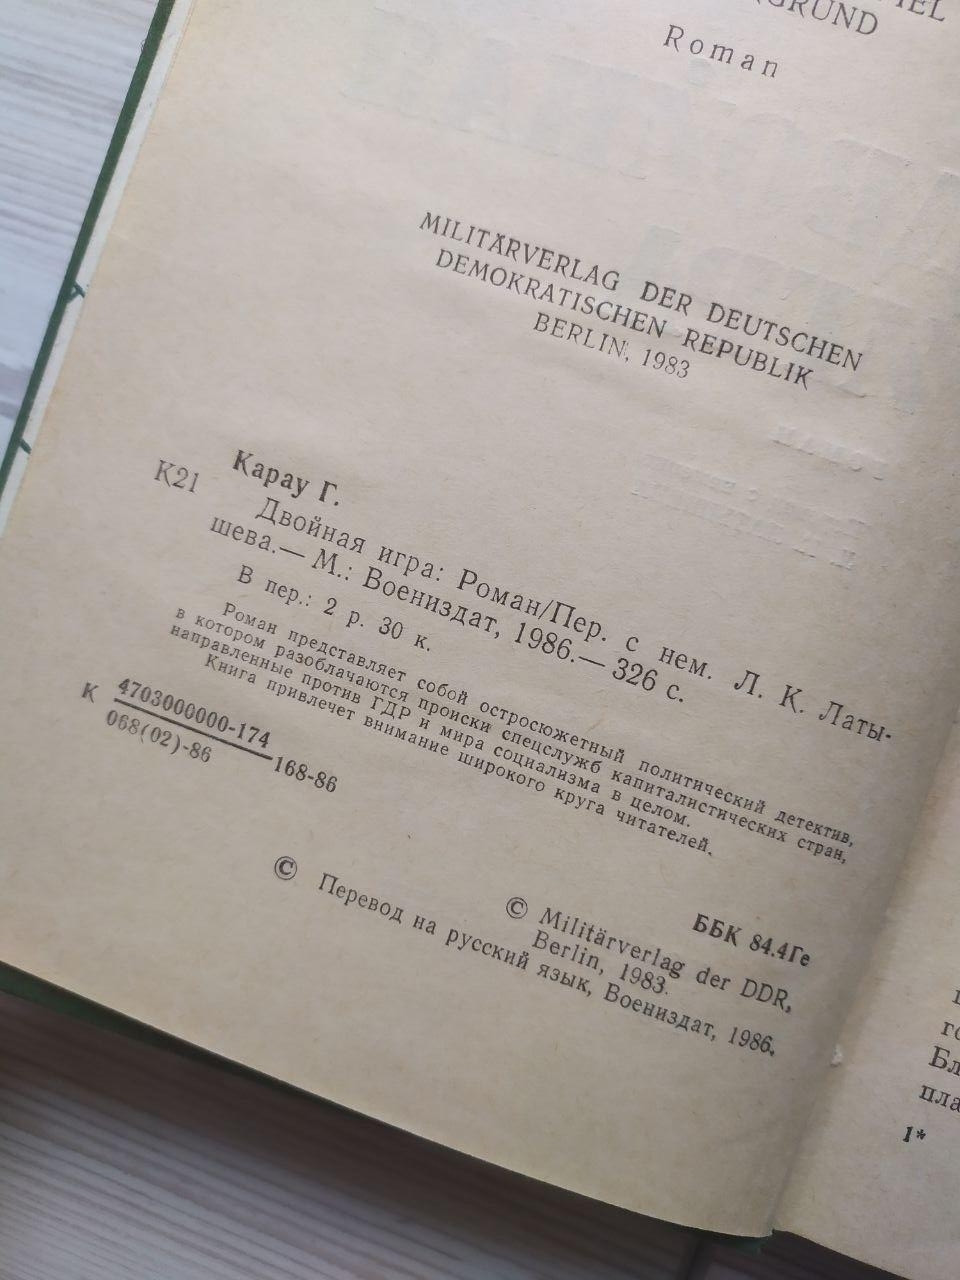 GRUND
Roman
MILITÄRVERLAG DER DEUTSCHEN
DEMOKRATISCHEN REPUBLIK
BERLIN, 1983
Карау Г.
К21
Двойная игра: Роман/Пер. с нем. Л. К. Латы-
шева.— М.: Воениздат, 1986.— 326 с.
В пер.: 2 р. 30 к.
Роман представляет собой остросюжетный политический детектив,
в котором разоблачаются происки спецслужб капиталистических стран,
направленные против ГДР и мира социализма в целом.
Книга привлечет внимание широкого круга читателей.
К 4703000000-174
068(02)-86
168-86
ББК 84.4Ге
© Militärverlag der DDR,
Berlin, 1983.
© Перевод на русский язык, Воениздат, 1986.
Бл
пла
1*